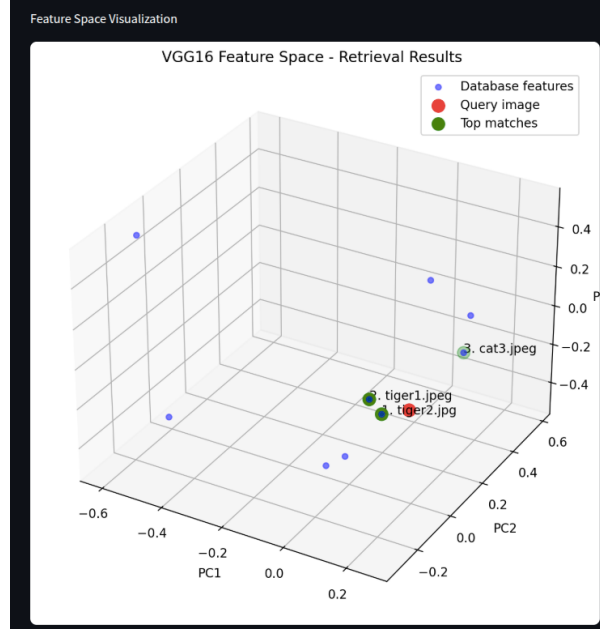 Feature Space Visualization
VGG16 Feature Space - Retrieval Results
Database features
Query image
Top matches
3. cat3.jpeg
2. tiger1.jpeg
1. tiger2.jpg
0.4
0.2
0.0
P
−0.2
−0.4
0.6
0.4
0.2
0.0
−0.2
PC2
−0.6
−0.4
−0.2
0.0
0.2
PC1